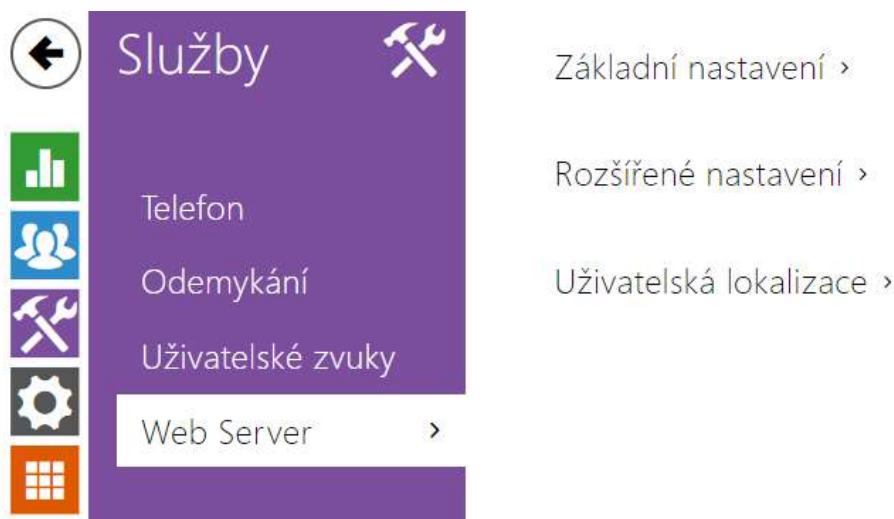 Služby
Telefon
Odemykání
Uživatelské zvuky
Web Server
Základní nastavení
Rozšířené nastavení
Uživatelská lokalizace